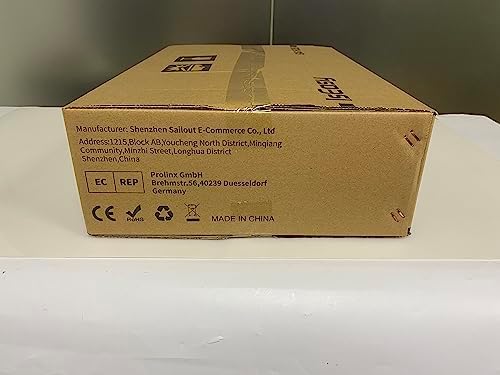 Manufacturer: Shenzhen Sailout E-Commerce Co., Ltd
Address:1215,Block AB,Youcheng North District,Minqiang
Community,Minzhi Street,Longhua District
Shenzhen,China
EC REP
Prolinx GmbH
Brehmstr.56,40239 Duesseldorf
Germany
CE RoHS MADE IN CHINA